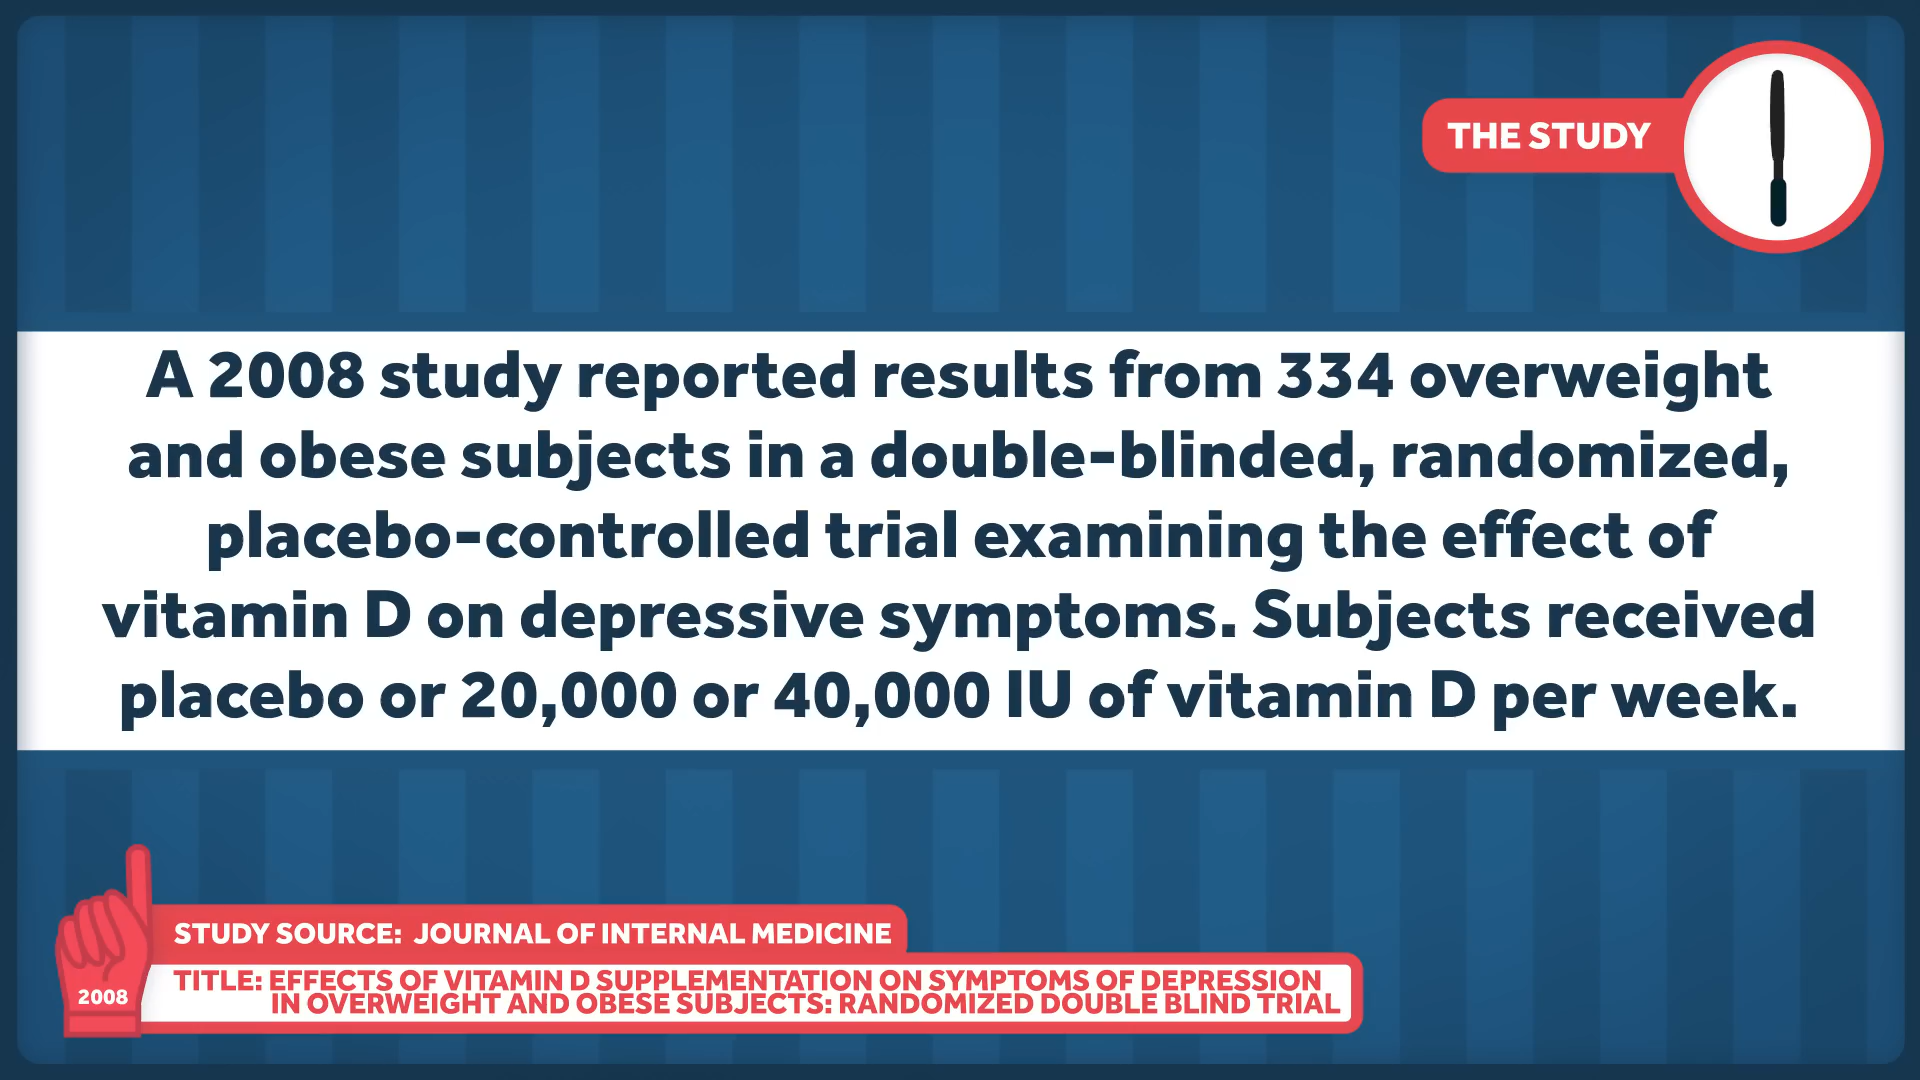 THE STUDY
A 2008 study reported results from 334 overweight
and obese subjects in a double-blinded, randomized,
placebo-controlled trial examining the effect of
vitamin D on depressive symptoms. Subjects received
placebo or 20,000 or 40,000 IU of vitamin D per week.
STUDY SOURCE: JOURNAL OF INTERNAL MEDICINE
TITLE: EFFECTS OF VITAMIN D SUPPLEMENTATION ON SYMPTOMS OF DEPRESSION
IN OVERWEIGHT AND OBESE SUBJECTS: RANDOMIZED DOUBLE BLIND TRIAL
2008